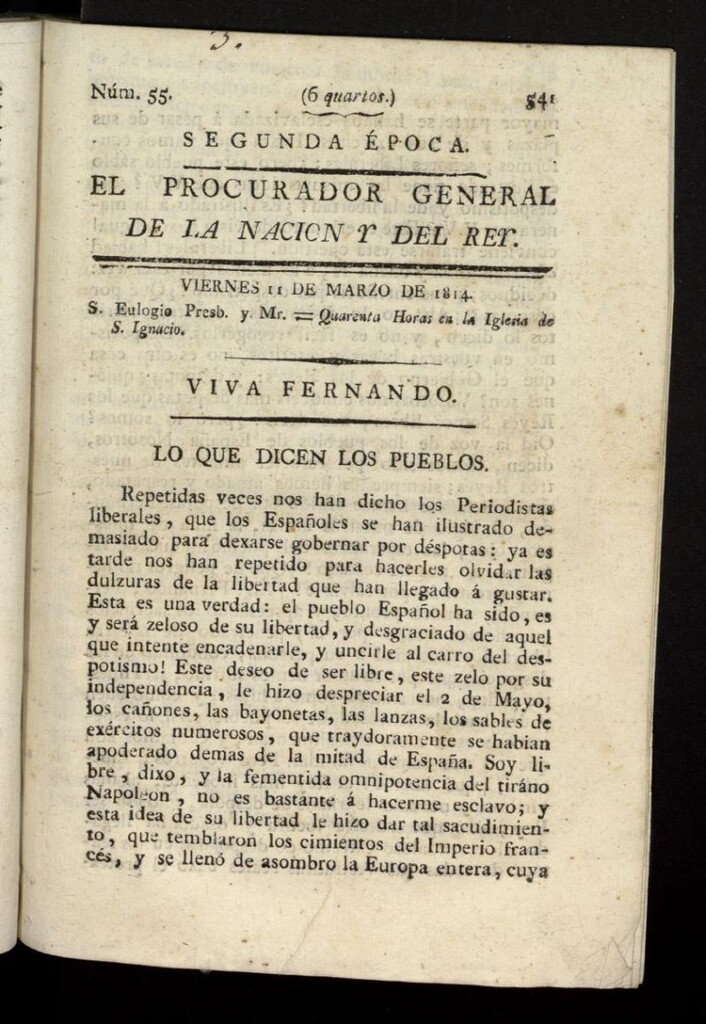 3.
Núm. 55. (6 quartos.) 541
SEGUNDA ÉPOCA.
EL PROCURADOR GENERAL
DE LA NACION Y DEL REY.
VIERNES 11 DE MARZO DE 1814.
S. Eulogio Presb. y Mr. = Quarenta Horas en la Iglesia de
S. Ignacio.
VIVA FERNANDO.
LO QUE DICEN LOS PUEBLOS.
Repetidas veces nos han dicho los Periodistas
liberales, que los Españoles se han ilustrado de-
masiado para dexarse gobernar por déspotas: ya es
tarde nos han repetido para hacerles olvidar las
dulzuras de la libertad que han llegado á gustar.
Esta es una verdad: el pueblo Español ha sido, es
y será zeloso de su libertad, y desgraciado de aquel
que intente encadenarle, y uncirle al carro del des-
potismo! Este deseo de ser libre, este zelo por su
independencia, le hizo despreciar el 2 de Mayo,
los cañones, las bayonetas, las lanzas, los sables de
exércitos numerosos, que traydoramente se habian
apoderado demas de la mitad de España. Soy li-
bre, dixo, y la fementida omnipotencia del tiráno
Napoleon, no es bastante á hacerme esclavo; y
esta idea de su libertad le hizo dar tal sacudimien-
to, que temblaron los cimientos del Imperio fran-
cés, y se llenó de asombro la Europa entera, cuya